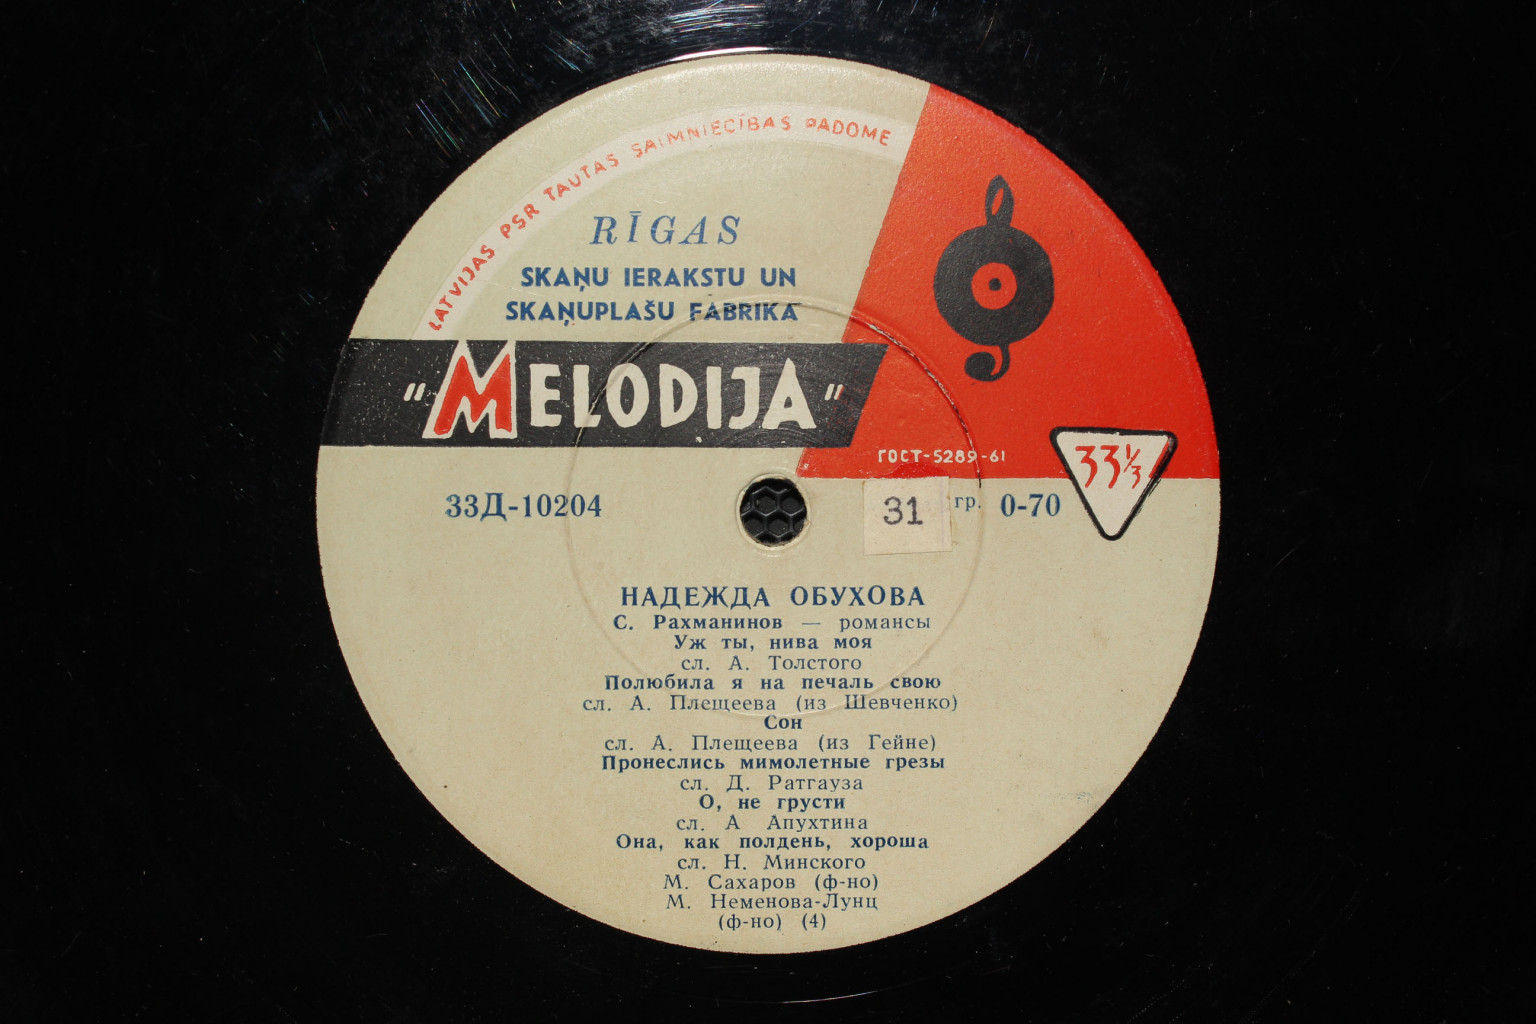 LATVIJAS PSR TAUTAS SAIMNIECĪBAS PADOME
RĪGAS
SKAŅU IERAKSTU UN
SKAŅUPLAŠU FABRIKA
"MELODIJA"
ГОСТ-5289-61
33⅓
33Д-10204
31 гр. 0-70
НАДЕЖДА ОБУХОВА
С. Рахманинов — романсы
Уж ты, нива моя
сл. А. Толстого
Полюбила я на печаль свою
сл. А. Плещеева (из Шевченко)
Сон
сл. А. Плещеева (из Гейне)
Пронеслись мимолетные грезы
сл. Д. Ратгауза
О, не грусти
сл. А Апухтина
Она, как полдень, хороша
сл. Н. Минского
М. Сахаров (ф-но)
М. Неменова-Лунц
(ф-но) (4)